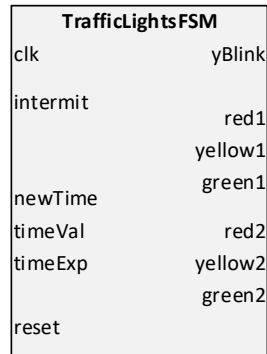 TrafficLightsFSM
clk yBlink
intermit
red1
yellow1
green1
newTime
timeVal red2
timeExp yellow2
green2
reset